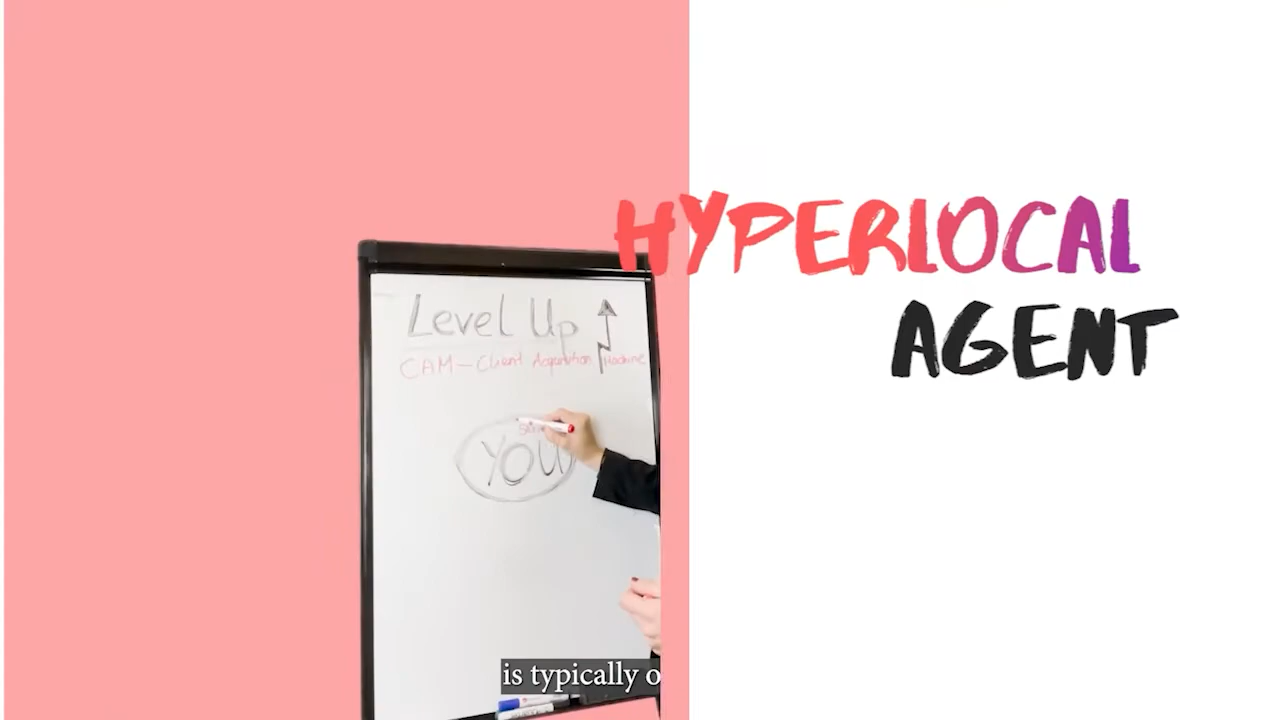 HYPERLOCAL
AGENT
Level Up
CAM – Client Acquisition Machine
YOU
is typically o